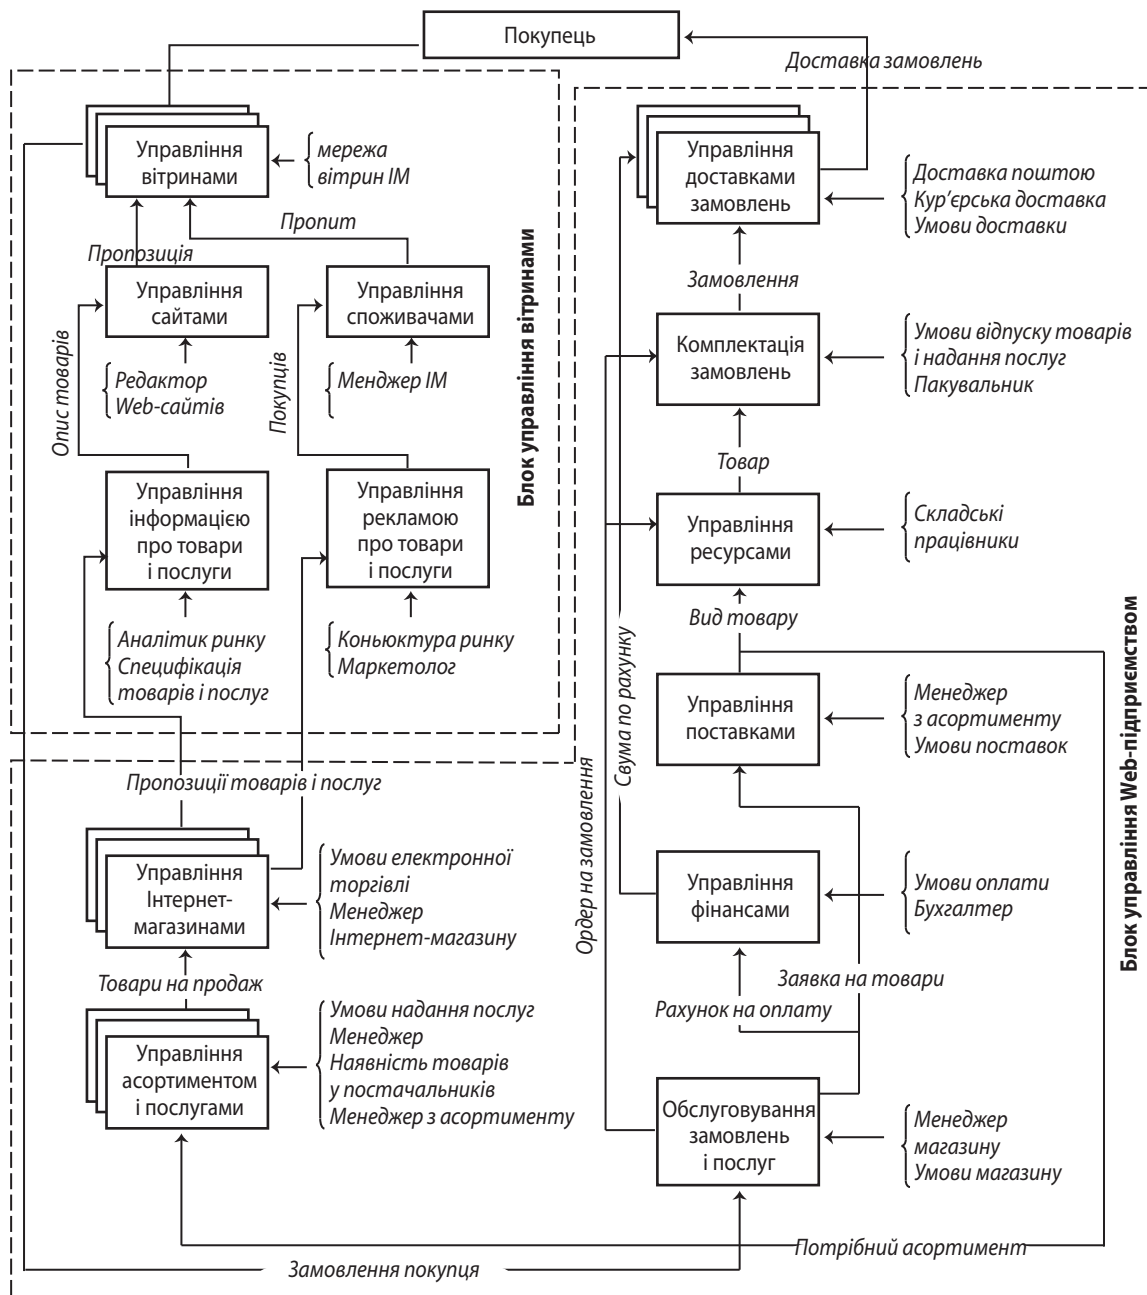 Покупець
Доставка замовлень
Управління
вітринами
мережа
вітрин ІМ
Пропит
Пропозиція
Управління
сайтами
Управління
споживачами
Опис товарів
Редактор
Web-сайтів
Покупців
Менджер ІМ
Блок управління вітринами
Управління
інформацією
про товари
і послуги
Управління
рекламою
про товари
і послуги
Аналітик ринку
Специфікація
товарів і послуг
Коньюктура ринку
Маркетолог
Пропозиції товарів і послуг
Управління
Інтернет-
магазинами
Умови електронної
торгівлі
Менеджер
Інтернет-магазину
Товари на продаж
Управління
асортиментом
і послугами
Умови надання послуг
Менеджер
Наявність товарів
у постачальників
Менеджер з асортименту
Замовлення покупця
Управління
доставками
замовлень
Доставка поштою
Кур’єрська доставка
Умови доставки
Замовлення
Комплектація
замовлень
Умови відпуску товарів
і надання послуг
Пакувальник
Товар
Управління
ресурсами
Складські
працівники
Вид товару
Свума по рахунку
Ордер на замовлення
Управління
поставками
Менеджер
з асортименту
Умови поставок
Блок управління Web-підприємством
Управління
фінансами
Умови оплати
Бухгалтер
Заявка на товари
Рахунок на оплату
Обслуговування
замовлень
і послуг
Менеджер
магазину
Умови магазину
Потрібний асортимент